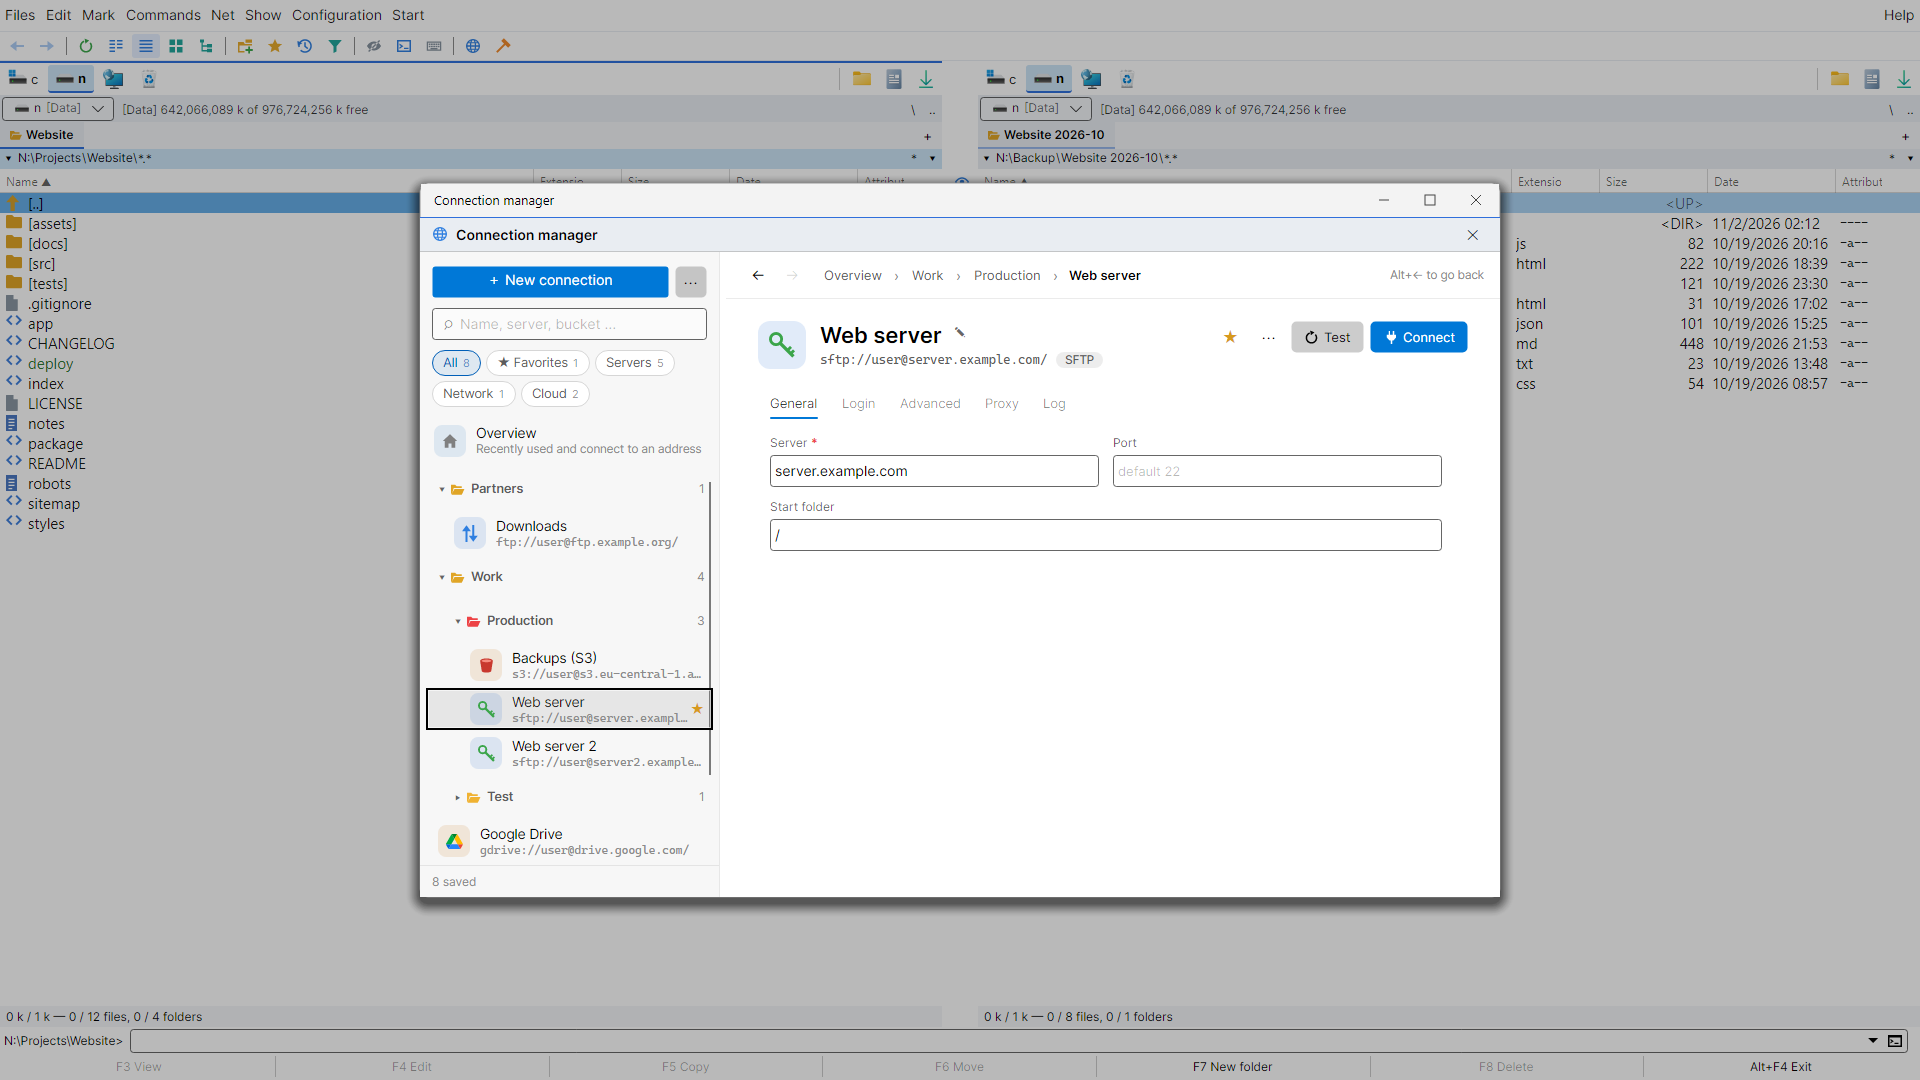 Files Edit Mark Commands Net Show Configuration Start Help
c n
c n
n [Data] [Data] 642,066,089 k of 976,724,256 k free \ ..
n [Data] [Data] 642,066,089 k of 976,724,256 k free \ ..
Website +
Website 2026-10 +
N:\Projects\Website\*.* *
N:\Backup\Website 2026-10\*.* *
Name Extensio Size Date Attribut
Name Extensio Size Date Attribut
[..]
[assets]
[docs]
[src]
[tests]
.gitignore
app
CHANGELOG
deploy
index
LICENSE
notes
package
README
robots
sitemap
styles
<UP>
<DIR> 11/2/2026 02:12 ----
js 82 10/19/2026 20:16 -a--
html 222 10/19/2026 18:39 -a--
121 10/19/2026 23:30 -a--
html 31 10/19/2026 17:02 -a--
json 101 10/19/2026 15:25 -a--
md 448 10/19/2026 21:53 -a--
txt 23 10/19/2026 13:48 -a--
css 54 10/19/2026 08:57 -a--
Connection manager
Connection manager
+ New connection ...
Name, server, bucket ...
All 8 ★ Favorites 1 Servers 5
Network 1 Cloud 2
Overview
Recently used and connect to an address
Partners 1
Downloads
ftp://user@ftp.example.org/
Work 4
Production 3
Backups (S3)
s3://user@s3.eu-central-1.a...
Web server
sftp://user@server.exampl...
Web server 2
sftp://user@server2.example...
Test 1
Google Drive
gdrive://user@drive.google.com/
8 saved
Overview › Work › Production › Web server Alt+← to go back
Web server
sftp://user@server.example.com/ SFTP
... Test Connect
General Login Advanced Proxy Log
Server * Port
server.example.com default 22
Start folder
/
0 k / 1 k — 0 / 12 files, 0 / 4 folders
0 k / 1 k — 0 / 8 files, 0 / 1 folders
N:\Projects\Website>
F3 View F4 Edit F5 Copy F6 Move F7 New folder F8 Delete Alt+F4 Exit